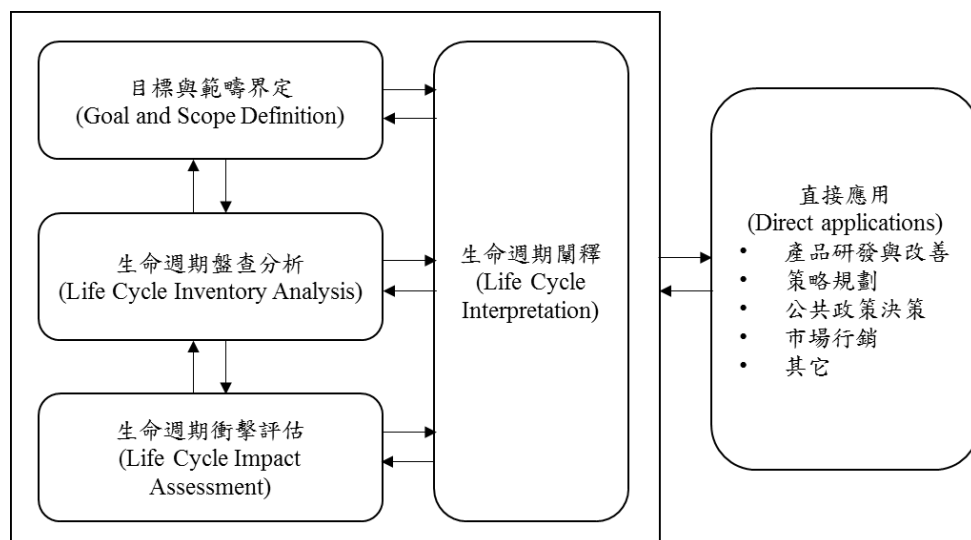 目標與範疇界定
(Goal and Scope Definition)
生命週期盤查分析
(Life Cycle Inventory Analysis)
生命週期衝擊評估
(Life Cycle Impact
Assessment)
生命週期闡釋
(Life Cycle
Interpretation)
直接應用
(Direct applications)
• 產品研發與改善
• 策略規劃
• 公共政策決策
• 市場行銷
• 其它